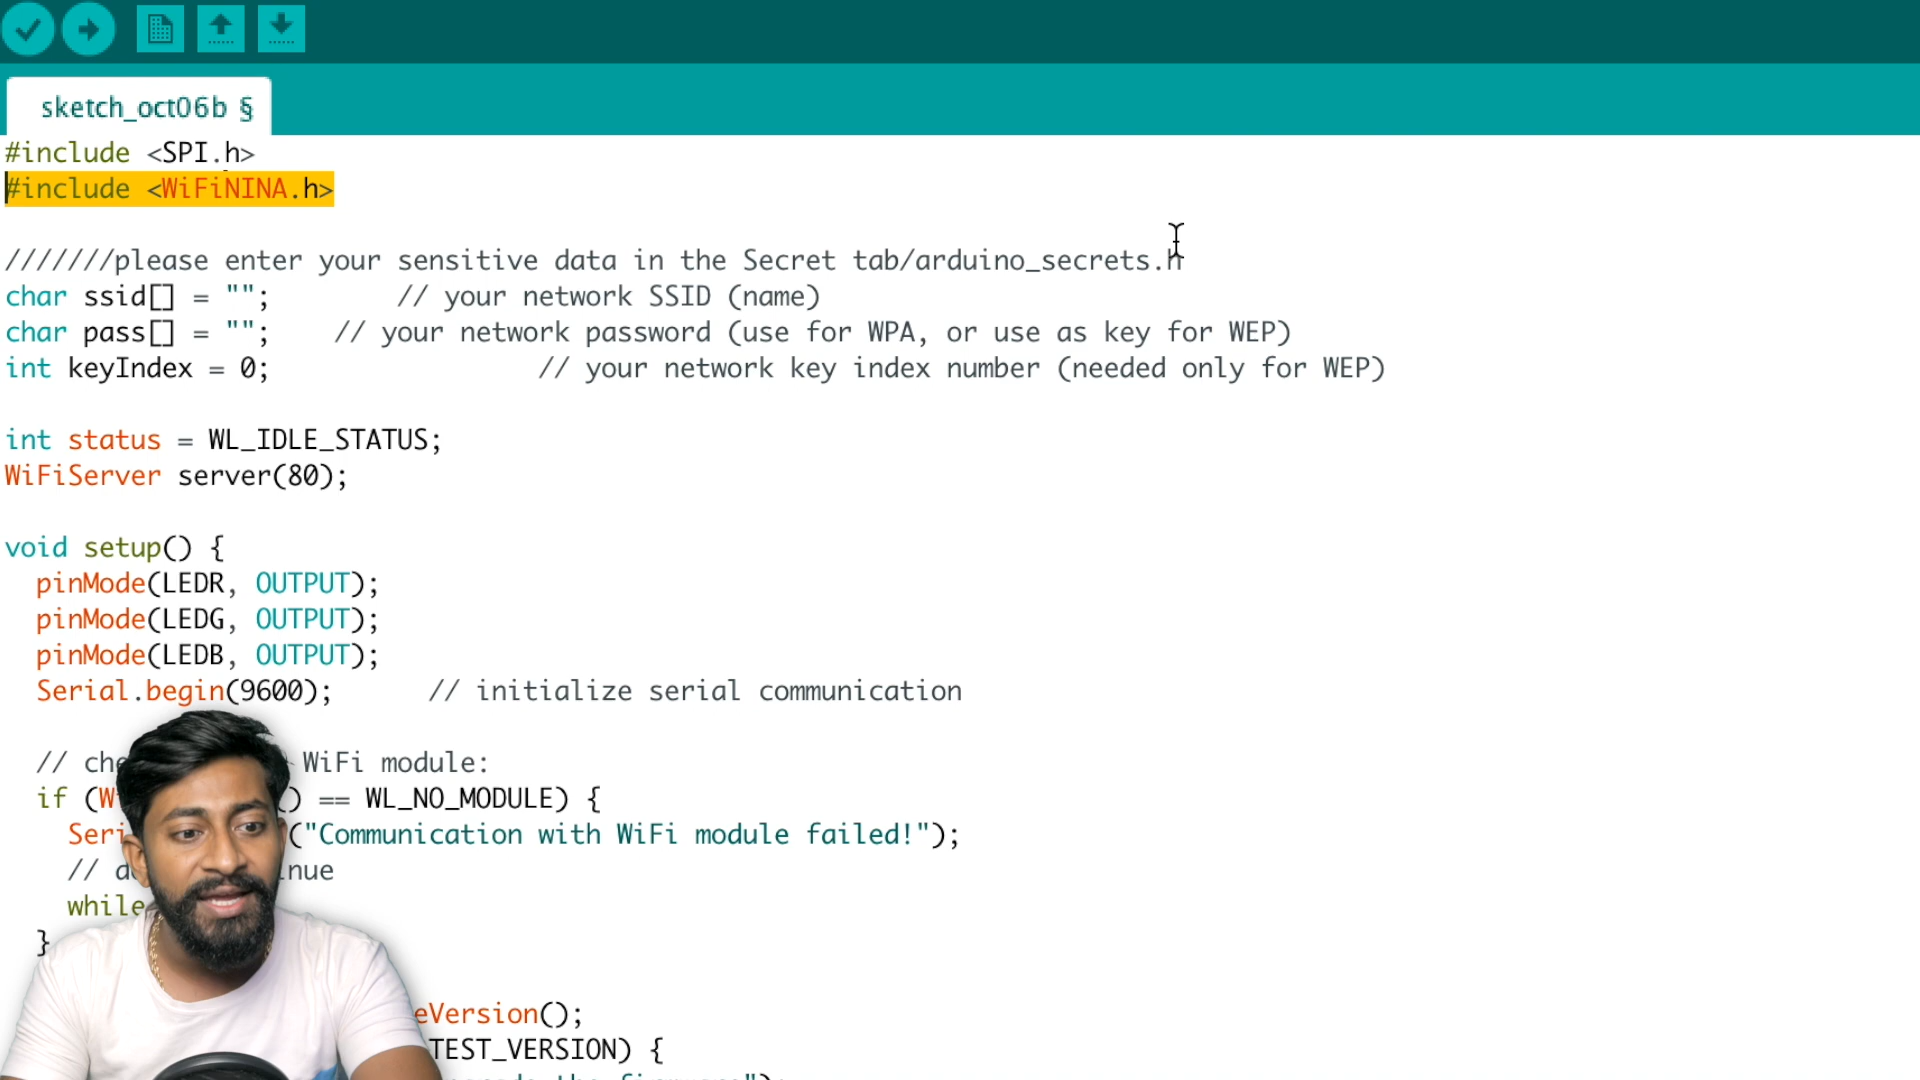 sketch_oct06b §
#include <SPI.h>
#include <WiFiNINA.h>
///////please enter your sensitive data in the Secret tab/arduino_secrets.h
char ssid[] = "";        // your network SSID (name)
char pass[] = "";    // your network password (use for WPA, or use as key for WEP)
int keyIndex = 0;                 // your network key index number (needed only for WEP)
int status = WL_IDLE_STATUS;
WiFiServer server(80);
void setup() {
  pinMode(LEDR, OUTPUT);
  pinMode(LEDG, OUTPUT);
  pinMode(LEDB, OUTPUT);
  Serial.begin(9600);      // initialize serial communication
  // WiFi module:
  if ( () == WL_NO_MODULE) {
    ("Communication with WiFi module failed!");
    //
    while
  }
eVersion();
TEST_VERSION) {